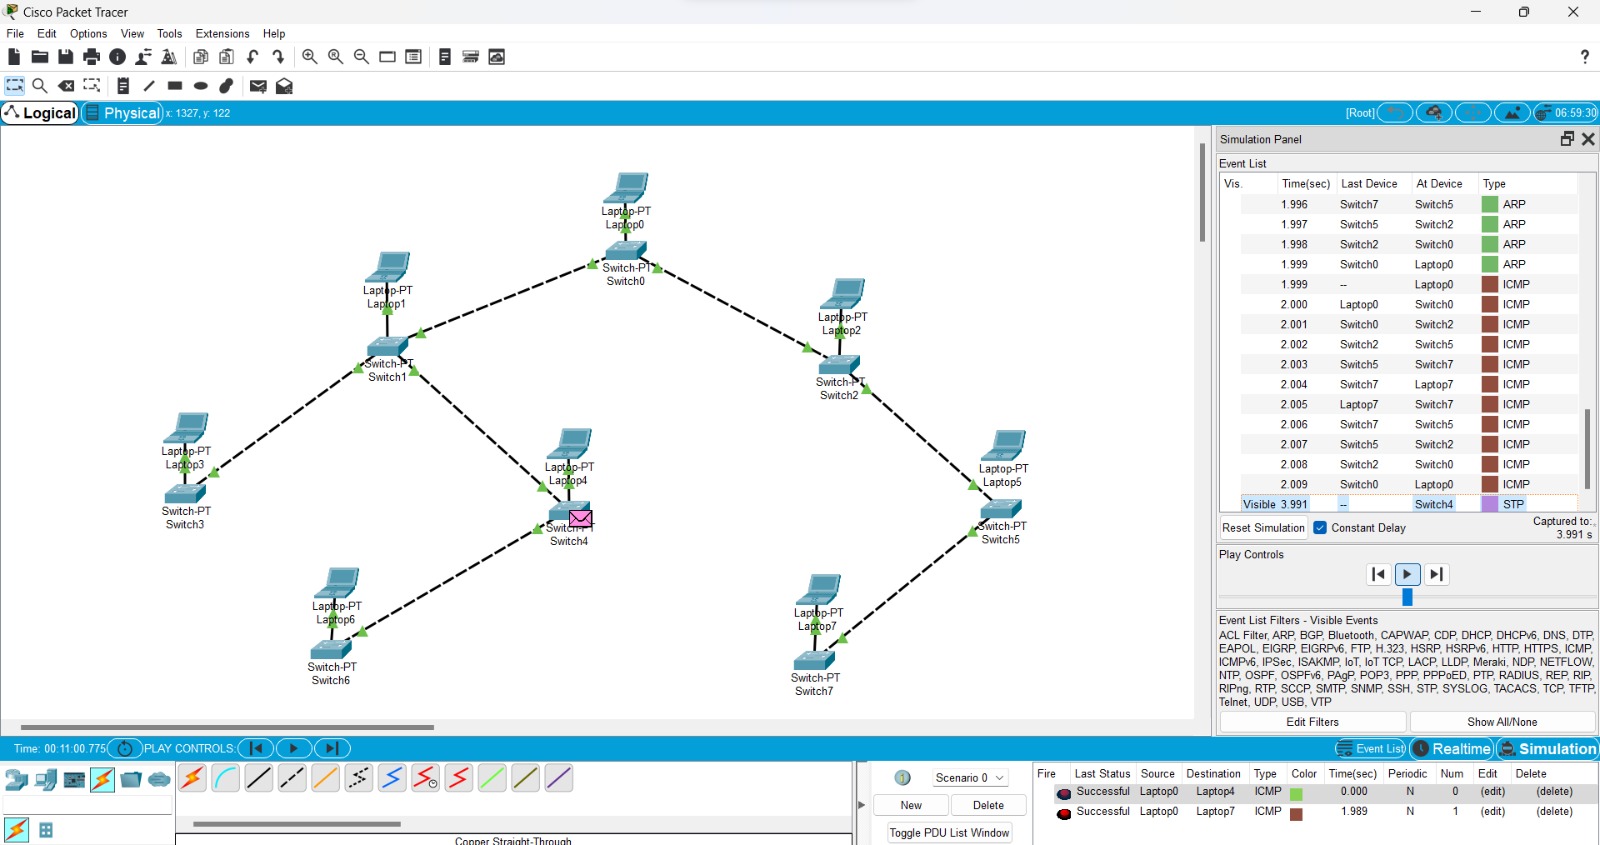 Cisco Packet Tracer
File Edit Options View Tools Extensions Help
?
Logical Physical x: 1327, y: 122 [Root] 06:59:30
Laptop-PT
Laptop0
Switch-PT
Switch0
Laptop-PT
Laptop1
Switch-PT
Switch1
Laptop-PT
Laptop2
Switch-PT
Switch2
Laptop-PT
Laptop3
Switch-PT
Switch3
Laptop-PT
Laptop4
Switch-PT
Switch4
Laptop-PT
Laptop5
Switch-PT
Switch5
Laptop-PT
Laptop6
Switch-PT
Switch6
Laptop-PT
Laptop7
Switch-PT
Switch7
Simulation Panel
Event List
Vis. Time(sec) Last Device At Device Type
1.996 Switch7 Switch5 ARP
1.997 Switch5 Switch2 ARP
1.998 Switch2 Switch0 ARP
1.999 Switch0 Laptop0 ARP
1.999 -- Laptop0 ICMP
2.000 Laptop0 Switch0 ICMP
2.001 Switch0 Switch2 ICMP
2.002 Switch2 Switch5 ICMP
2.003 Switch5 Switch7 ICMP
2.004 Switch7 Laptop7 ICMP
2.005 Laptop7 Switch7 ICMP
2.006 Switch7 Switch5 ICMP
2.007 Switch5 Switch2 ICMP
2.008 Switch2 Switch0 ICMP
2.009 Switch0 Laptop0 ICMP
Visible 3.991 -- Switch4 STP
Reset Simulation Constant Delay Captured to:
3.991 s
Play Controls
Event List Filters - Visible Events
ACL Filter, ARP, BGP, Bluetooth, CAPWAP, CDP, DHCP, DHCPv6, DNS, DTP,
EAPOL, EIGRP, EIGRPv6, FTP, H.323, HSRP, HSRPv6, HTTP, HTTPS, ICMP,
ICMPv6, IPSec, ISAKMP, IoT, IoT TCP, LACP, LLDP, Meraki, NDP, NETFLOW,
NTP, OSPF, OSPFv6, PAgP, POP3, PPP, PPPoED, PTP, RADIUS, REP, RIP,
RIPng, RTP, SCCP, SMTP, SNMP, SSH, STP, SYSLOG, TACACS, TCP, TFTP,
Telnet, UDP, USB, VTP
Edit Filters Show All/None
Time: 00:11:00.775 PLAY CONTROLS: Event List Realtime Simulation
Scenario 0
New Delete
Toggle PDU List Window
Fire Last Status Source Destination Type Color Time(sec) Periodic Num Edit Delete
Successful Laptop0 Laptop4 ICMP 0.000 N 0 (edit) (delete)
Successful Laptop0 Laptop7 ICMP 1.989 N 1 (edit) (delete)
Copper Straight-Through